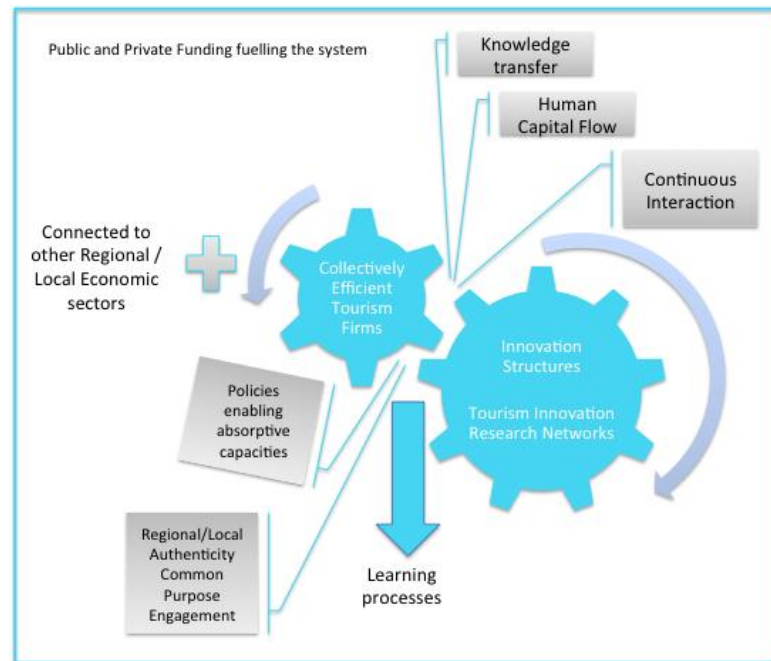 Public and Private Funding fuelling the system
Knowledge
transfer
Human
Capital Flow
Continuous
Interaction
Connected to
other Regional /
Local Economic
sectors
Collectively
Efficient
Tourism
Firms
Innovation
Structures
Tourism Innovation
Research Networks
Policies
enabling
absorptive
capacities
Regional/Local
Authenticity
Common
Purpose
Engagement
Learning
processes